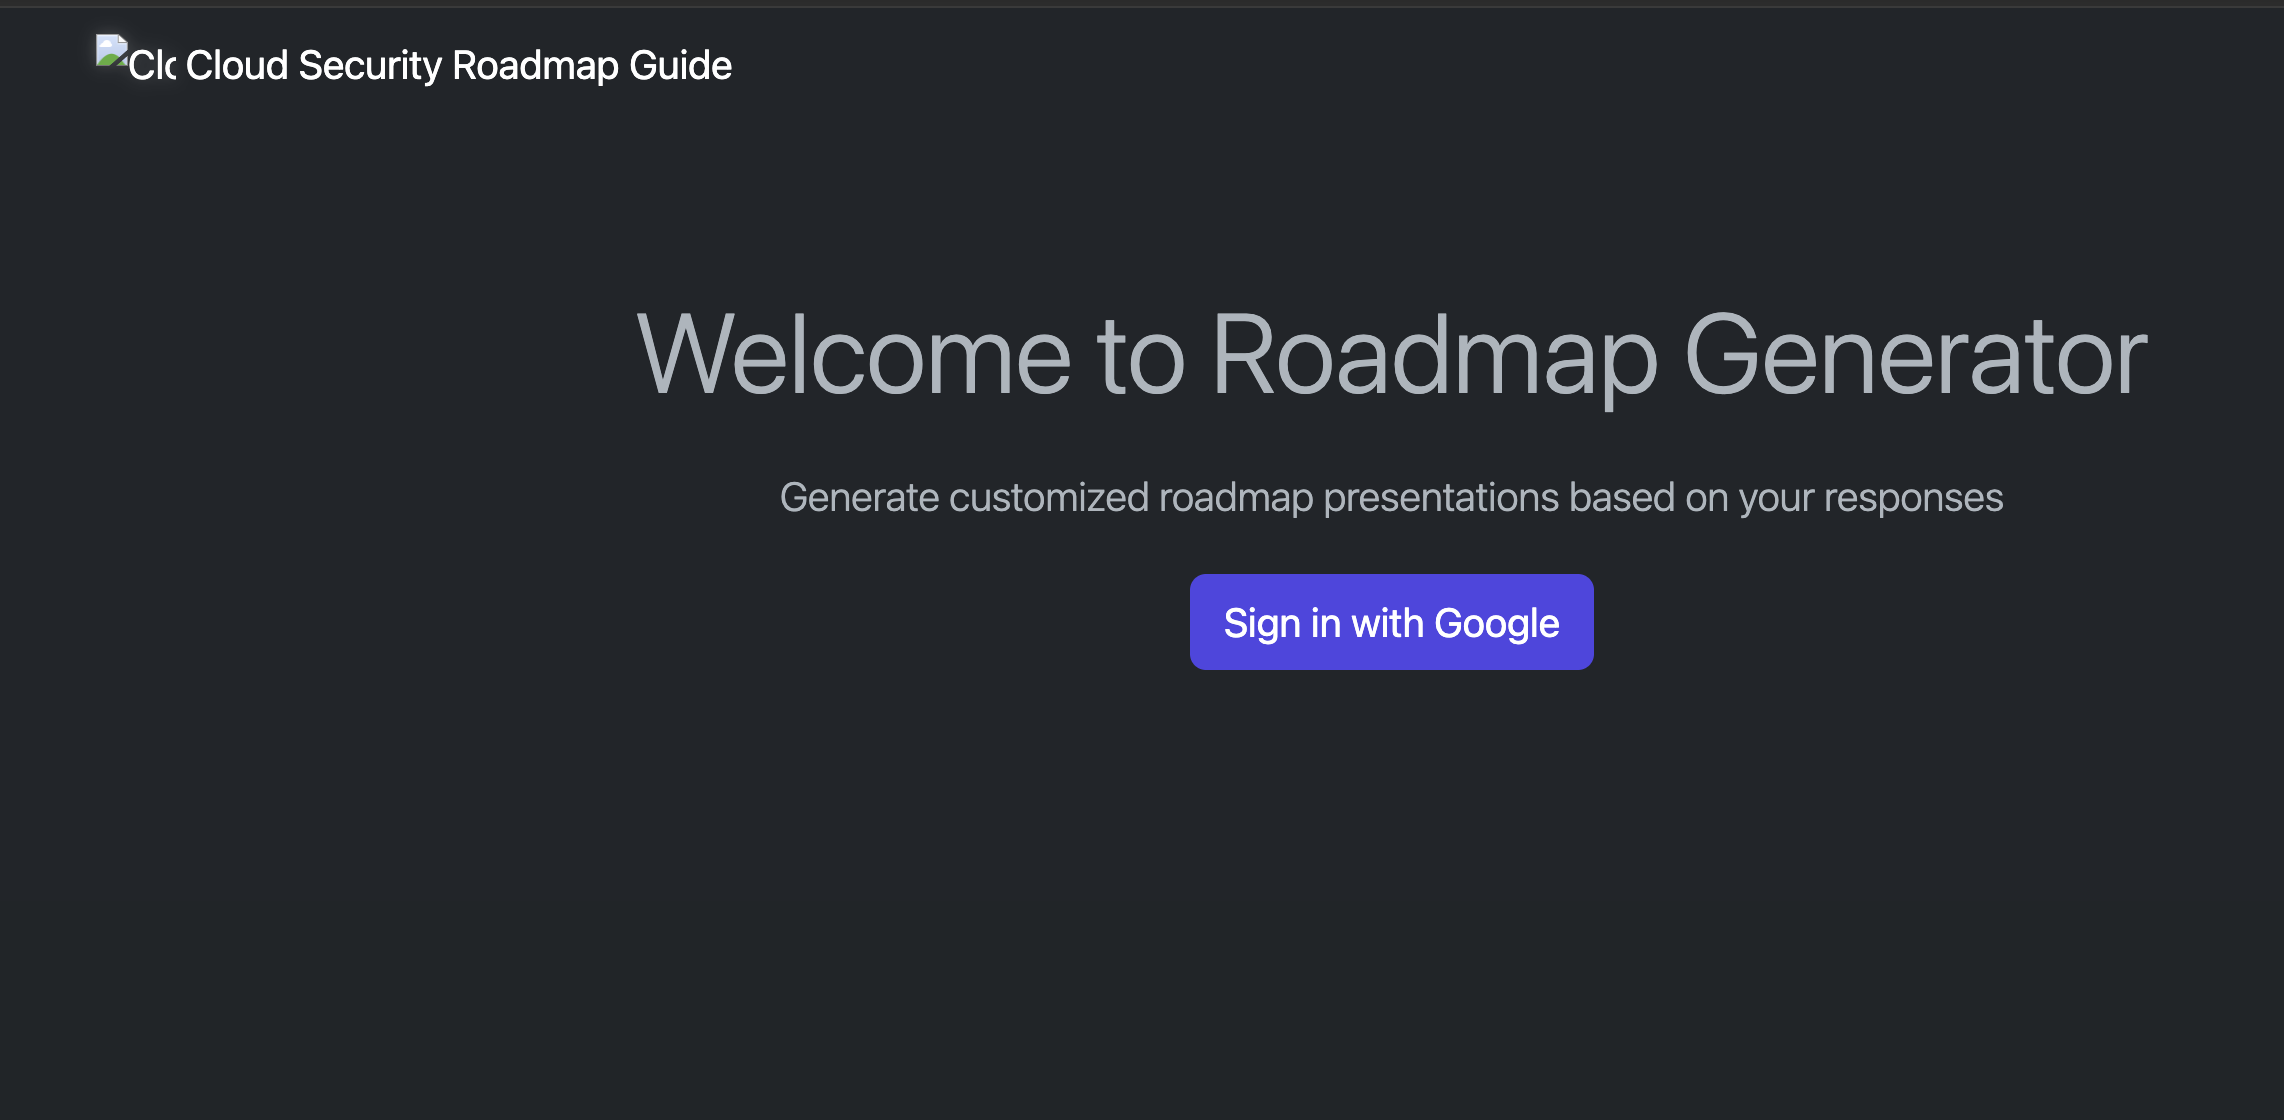 Clo Cloud Security Roadmap Guide
Welcome to Roadmap Generator
Generate customized roadmap presentations based on your responses
Sign in with Google